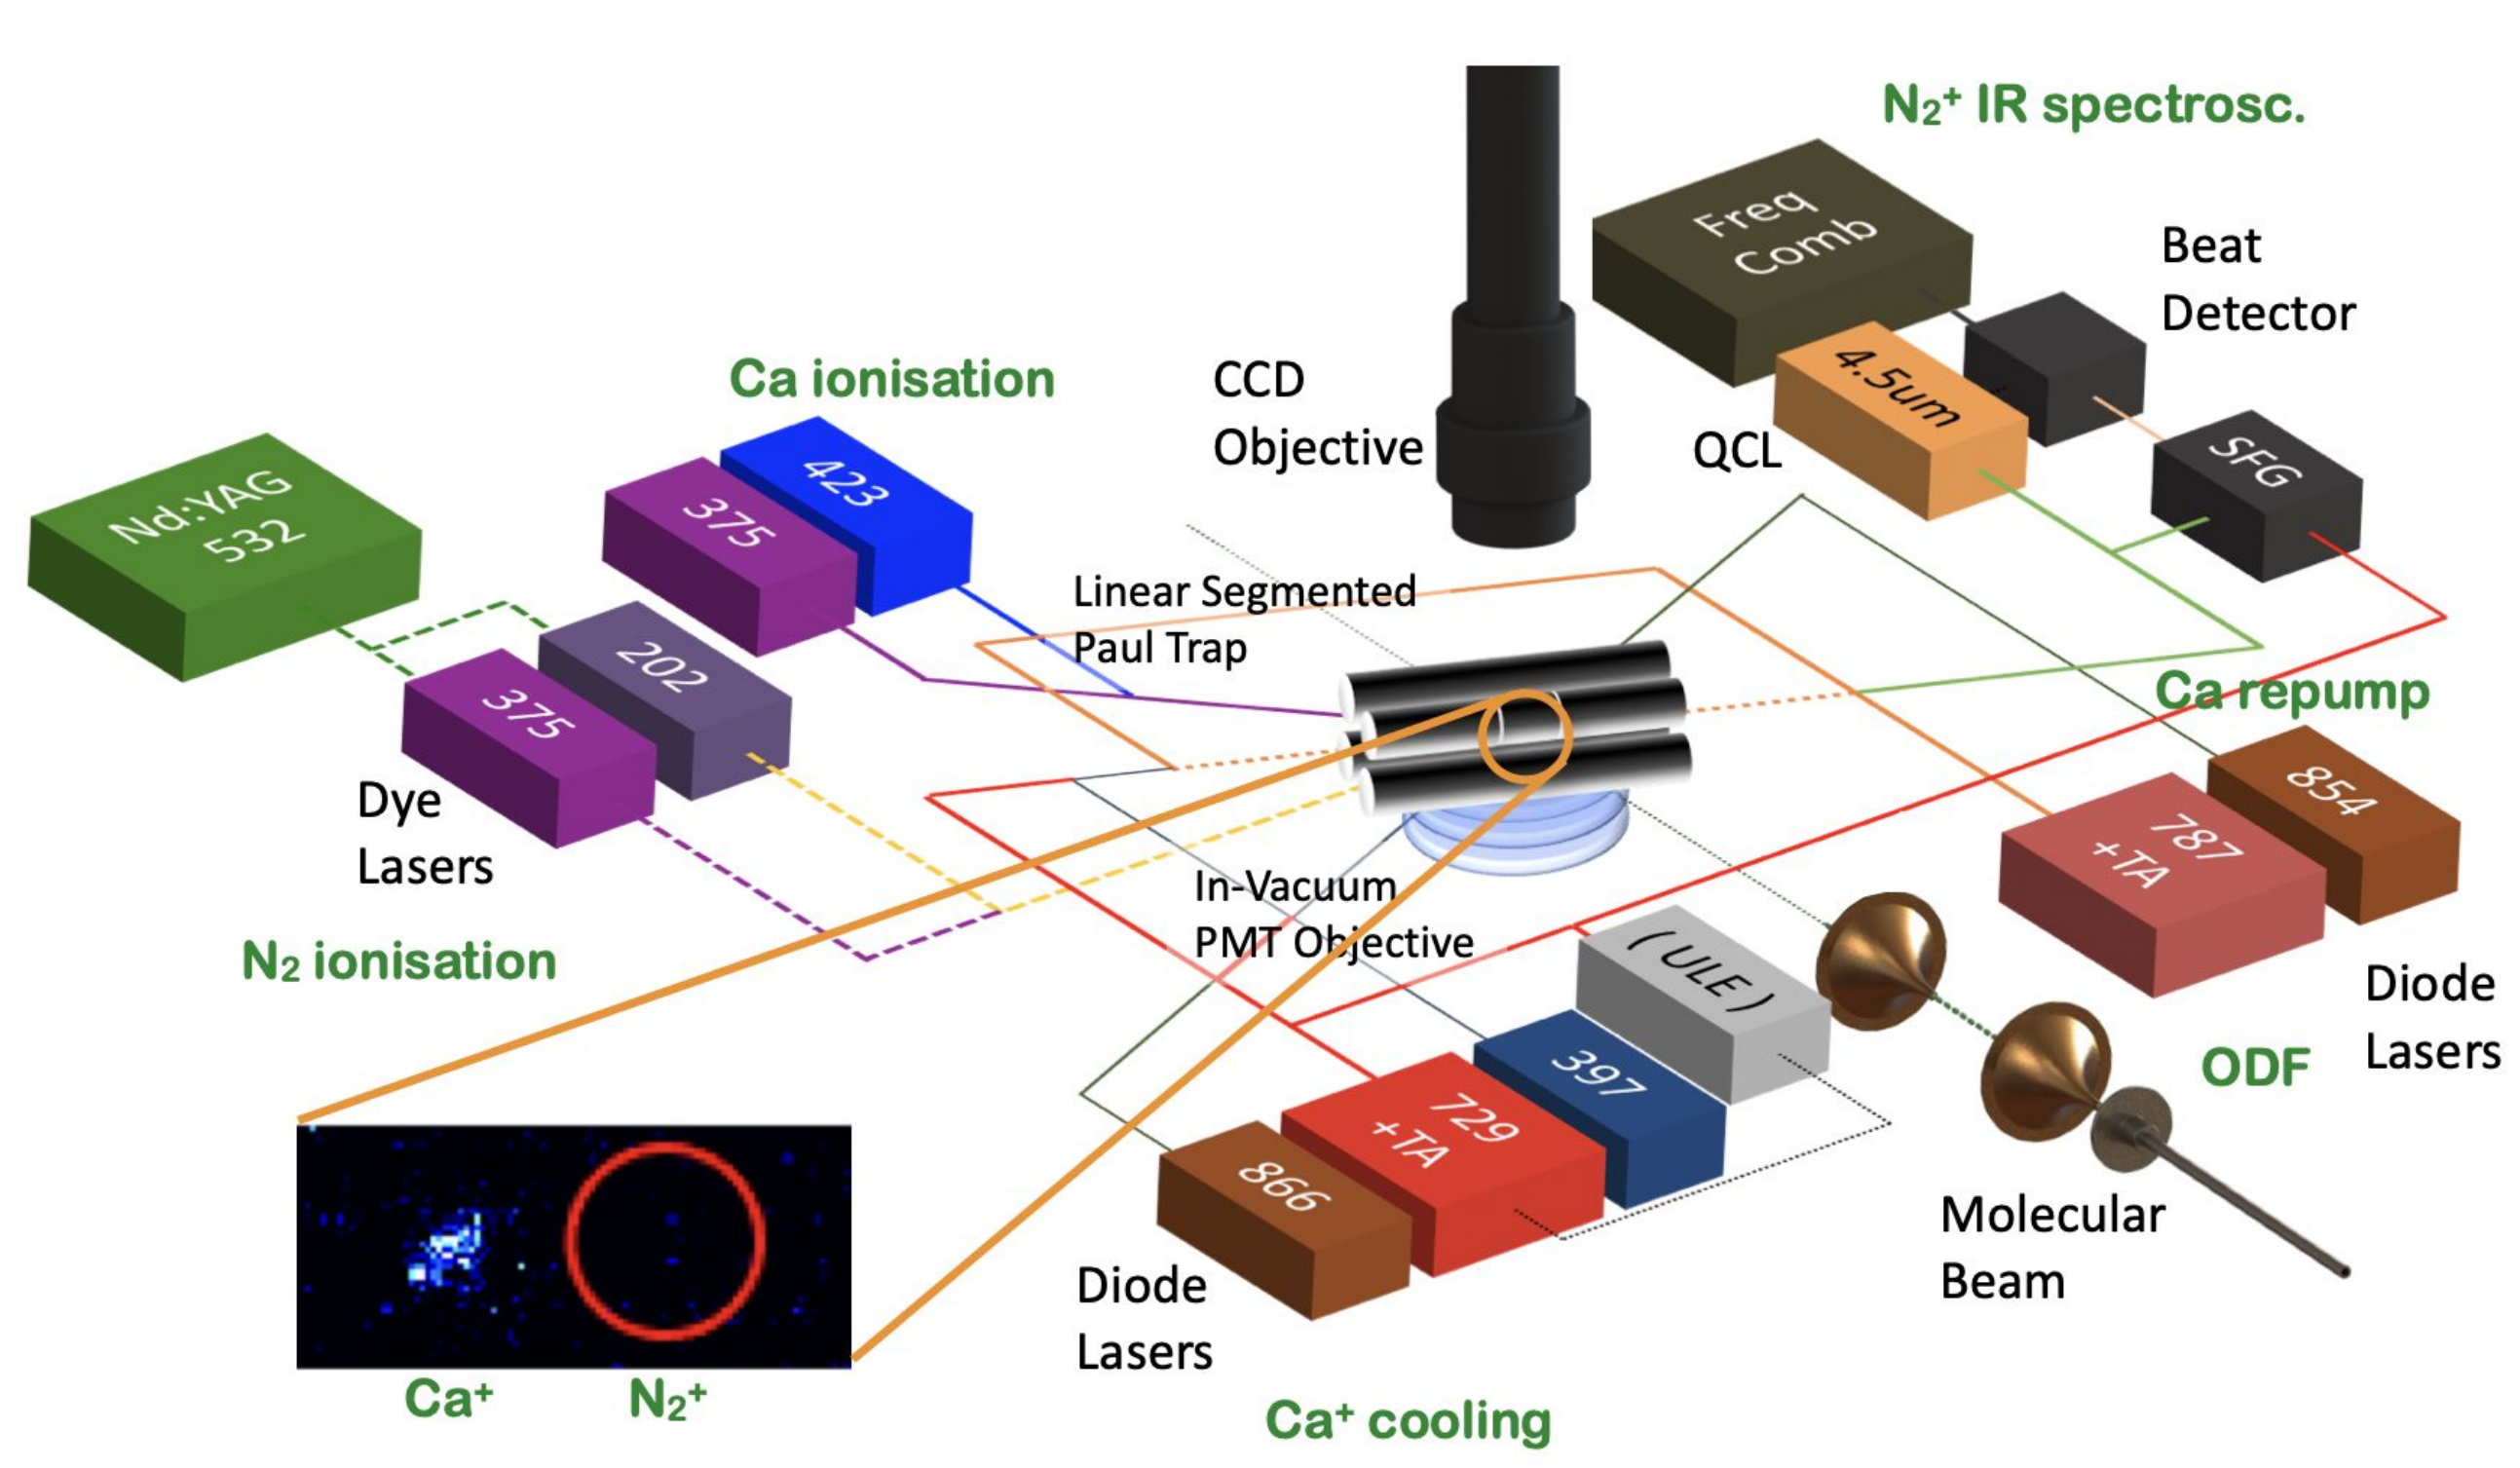 N₂⁺ IR spectrosc.
Freq
Comb
Beat
Detector
4.5um
QCL
SFG
CCD
Objective
Ca ionisation
423
375
Nd:YAG
532
202
375
Dye
Lasers
N₂ ionisation
Linear Segmented
Paul Trap
In-Vacuum
PMT Objective
Ca repump
854
787
+TA
Diode
Lasers
ODF
(ULE)
397
729
+TA
866
Diode
Lasers
Ca⁺ cooling
Molecular
Beam
Ca⁺
N₂⁺